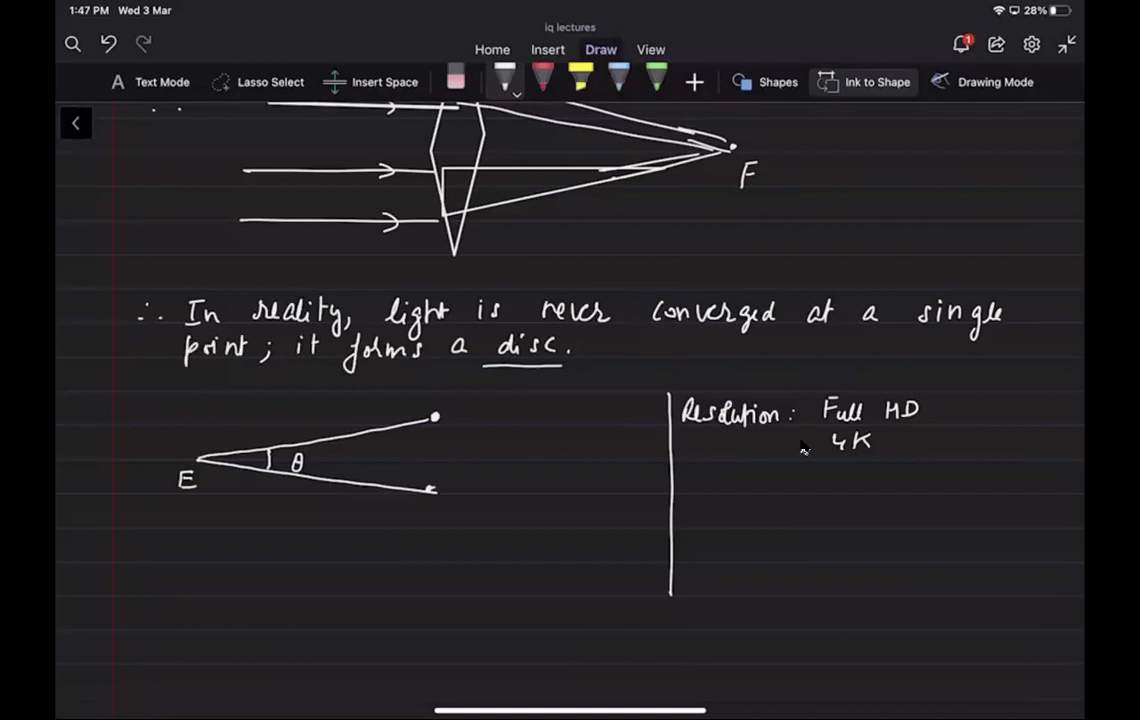 1:47 PM Wed 3 Mar
28%
iq lectures
Home Insert Draw View
1
Text Mode Lasso Select Insert Space Shapes Ink to Shape Drawing Mode
F
∴ In reality, light is never converged at a single
point; it forms a disc.
Resolution: Full HD
4K
θ
E